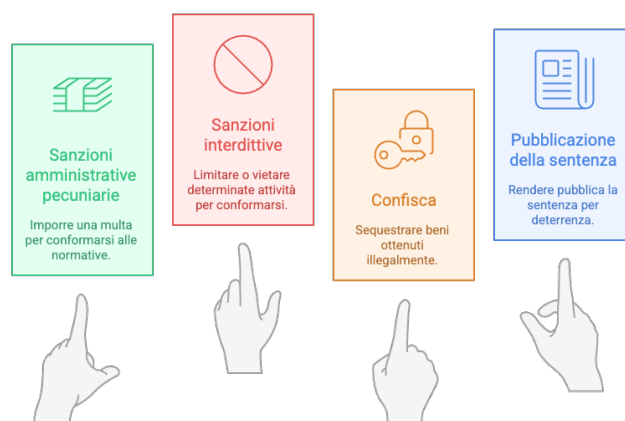 Sanzioni
amministrative
pecuniarie
Imporre una multa
per conformarsi alle
normative.
Sanzioni
interdittive
Limitare o vietare
determinate attività
per conformarsi.
Confisca
Sequestrare beni
ottenuti
illegalmente.
Pubblicazione
della sentenza
Rendere pubblica la
sentenza per
deterrenza.